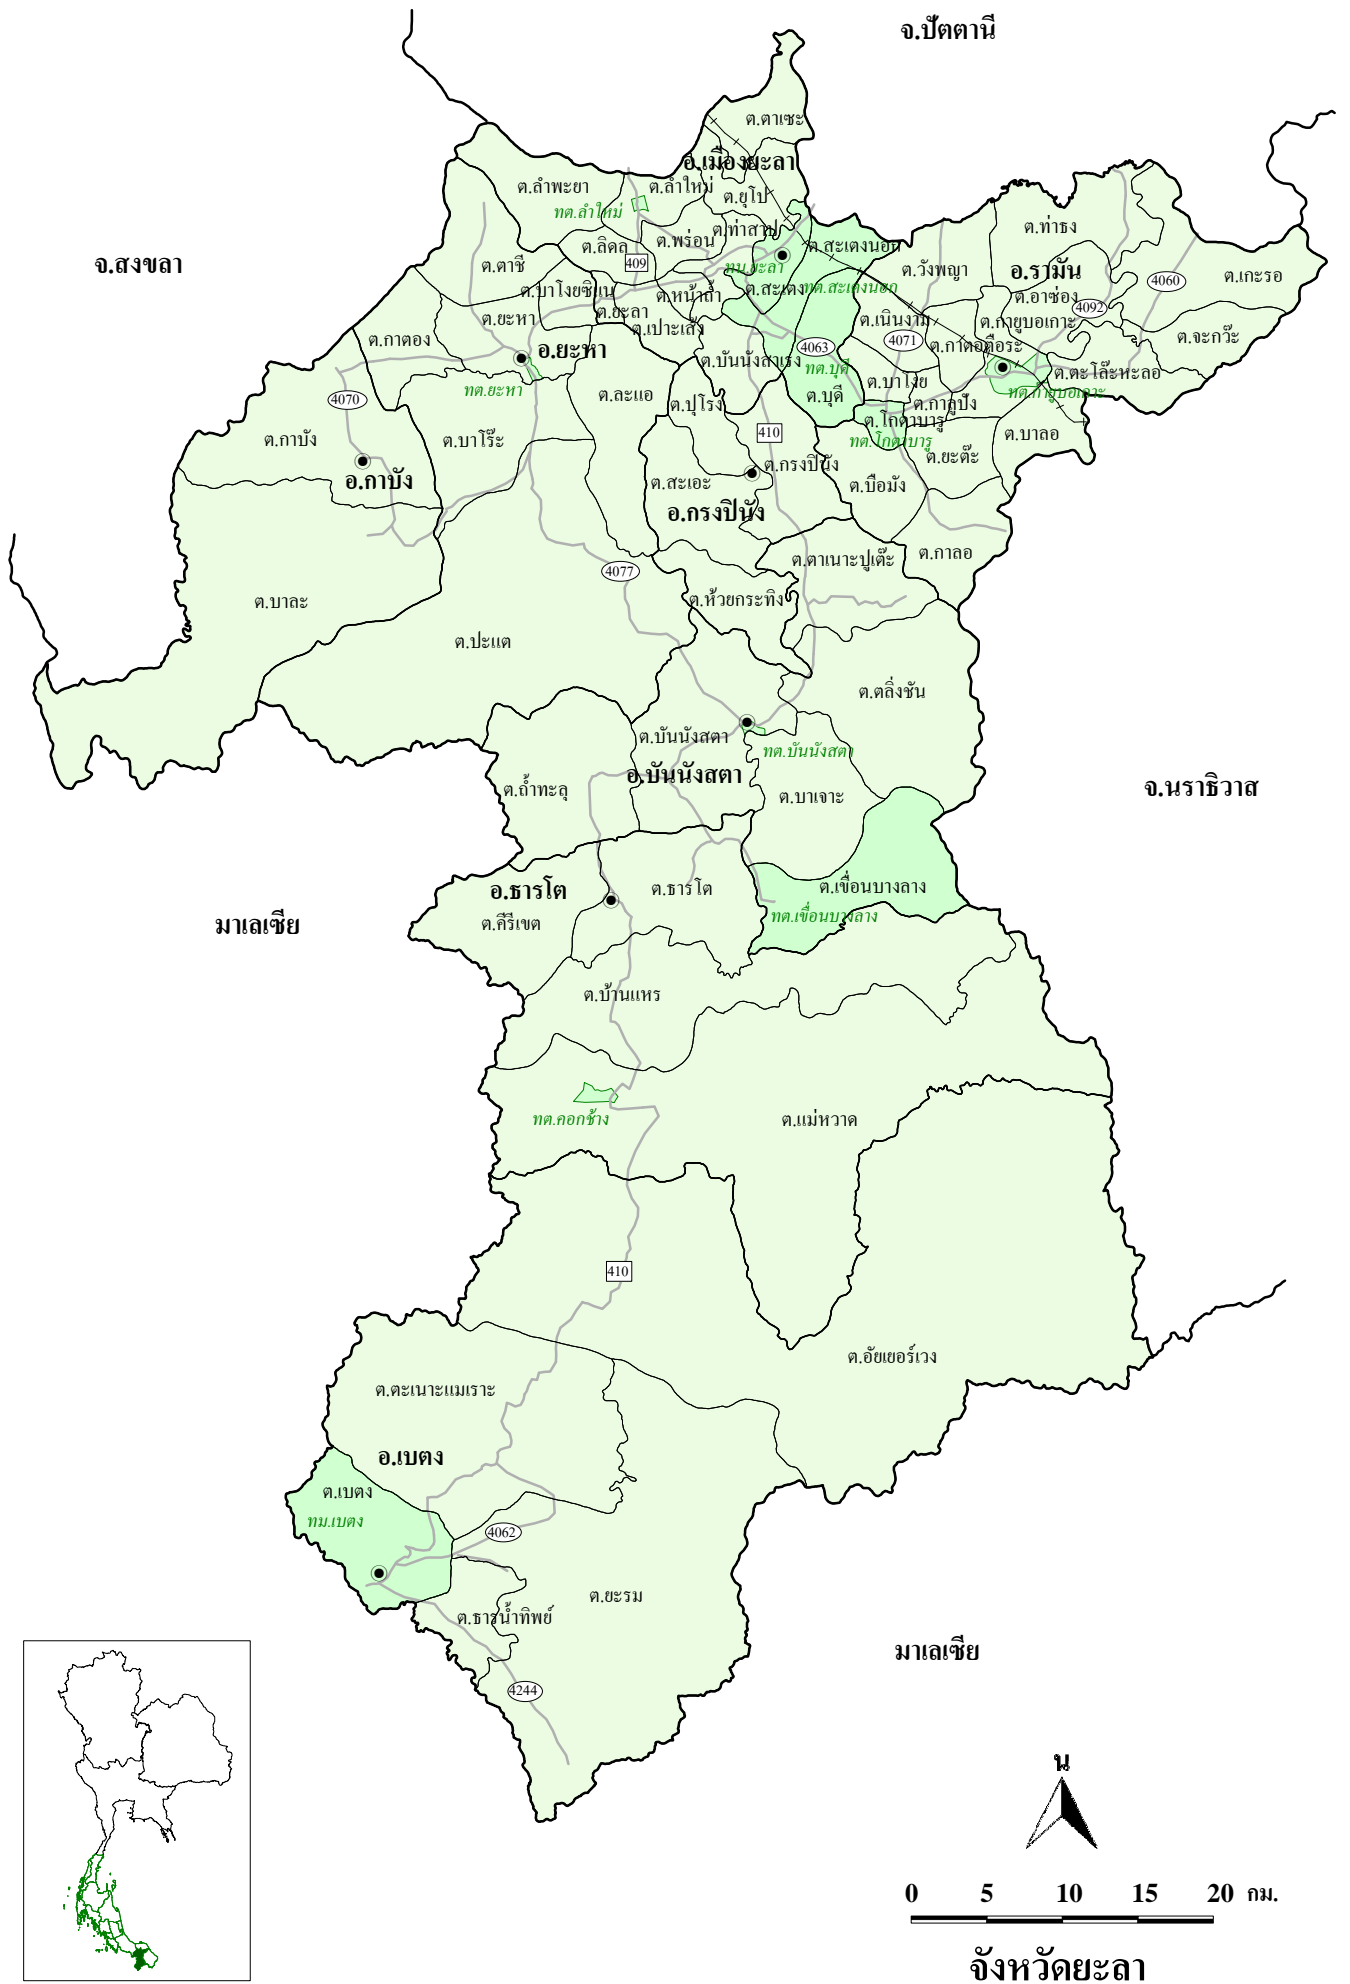 จ.ปัตตานี
ต.ตาเซะ
อ.เมืองยะลา
ต.ลำพะยา
ต.ลำใหม่
ทต.ลำใหม่
ต.ยุโป
ต.ท่าสาป
ต.ท่าธง
ต.ลิดล
ต.พร่อน
ต.สะเตงนอก
จ.สงขลา
ต.ตาชี
409
ทน.ยะลา
ต.วังพญา
อ.รามัน
4060
ต.เกะรอ
ต.บาโงยซิแน
ต.หน้าถ้ำ
ต.สะเตง
ทต.สะเตงนอก
ต.อาซ่อง
4092
ต.ยะหา
ต.ยะลา
ต.เปาะเส้ง
ต.เนินงาม
ต.กายูบอเกาะ
ต.จะกว๊ะ
ต.กาตอง
อ.ยะหา
4063
4071
ต.กาตอกือระ
ต.บันนังสาเรง
ทต.บุดี
ต.บาโงย
ต.ตะโล๊ะหะลอ
ทต.ยะหา
ต.ละแอ
ต.บุดี
ทต.กายูบอเกาะ
4070
ต.ปุโรง
ต.กาลูปัง
ต.โกตาบารู
ต.กาบัง
ต.บาโร๊ะ
410
ทต.โกตาบารู
ต.บาลอ
อ.กาบัง
ต.กรงปินัง
ต.ยะต๊ะ
ต.สะเอะ
ต.บือมัง
อ.กรงปินัง
ต.ตาเนาะปูเต๊ะ
ต.กาลอ
4077
ต.บาละ
ต.ห้วยกระทิง
ต.ปะแต
ต.ตลิ่งชัน
ต.บันนังสตา
ทต.บันนังสตา
อ.บันนังสตา
ต.ถ้ำทะลุ
ต.บาเจาะ
จ.นราธิวาส
อ.ธารโต
ต.ธารโต
ต.เขื่อนบางลาง
มาเลเซีย
ต.คีรีเขต
ทต.เขื่อนบางลาง
ต.บ้านแหร
ทต.คอกช้าง
ต.แม่หวาด
410
ต.อัยเยอร์เวง
ต.ตะเนาะแมเราะ
อ.เบตง
ต.เบตง
ทม.เบตง
4062
ต.ยะรม
ต.ธารน้ำทิพย์
มาเลเซีย
4244
น
0 5 10 15 20 กม.
จังหวัดยะลา